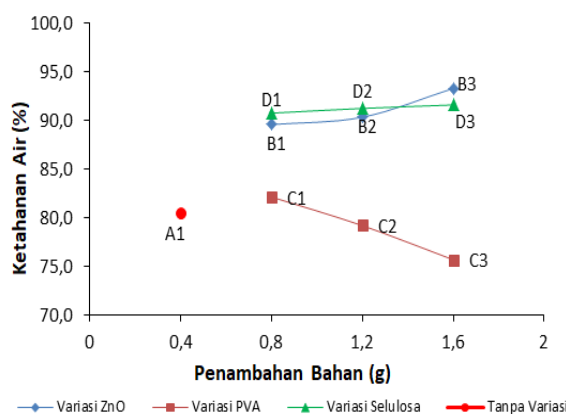 Ketahanan Air (%)
100,0
95,0
90,0
85,0
80,0
75,0
70,0
D1
D2
B3
B1
B2
D3
C1
A1
C2
C3
0
0,4
0,8
1,2
1,6
2
Penambahan Bahan (g)
Variasi ZnO
Variasi PVA
Variasi Selulosa
Tanpa Variasi